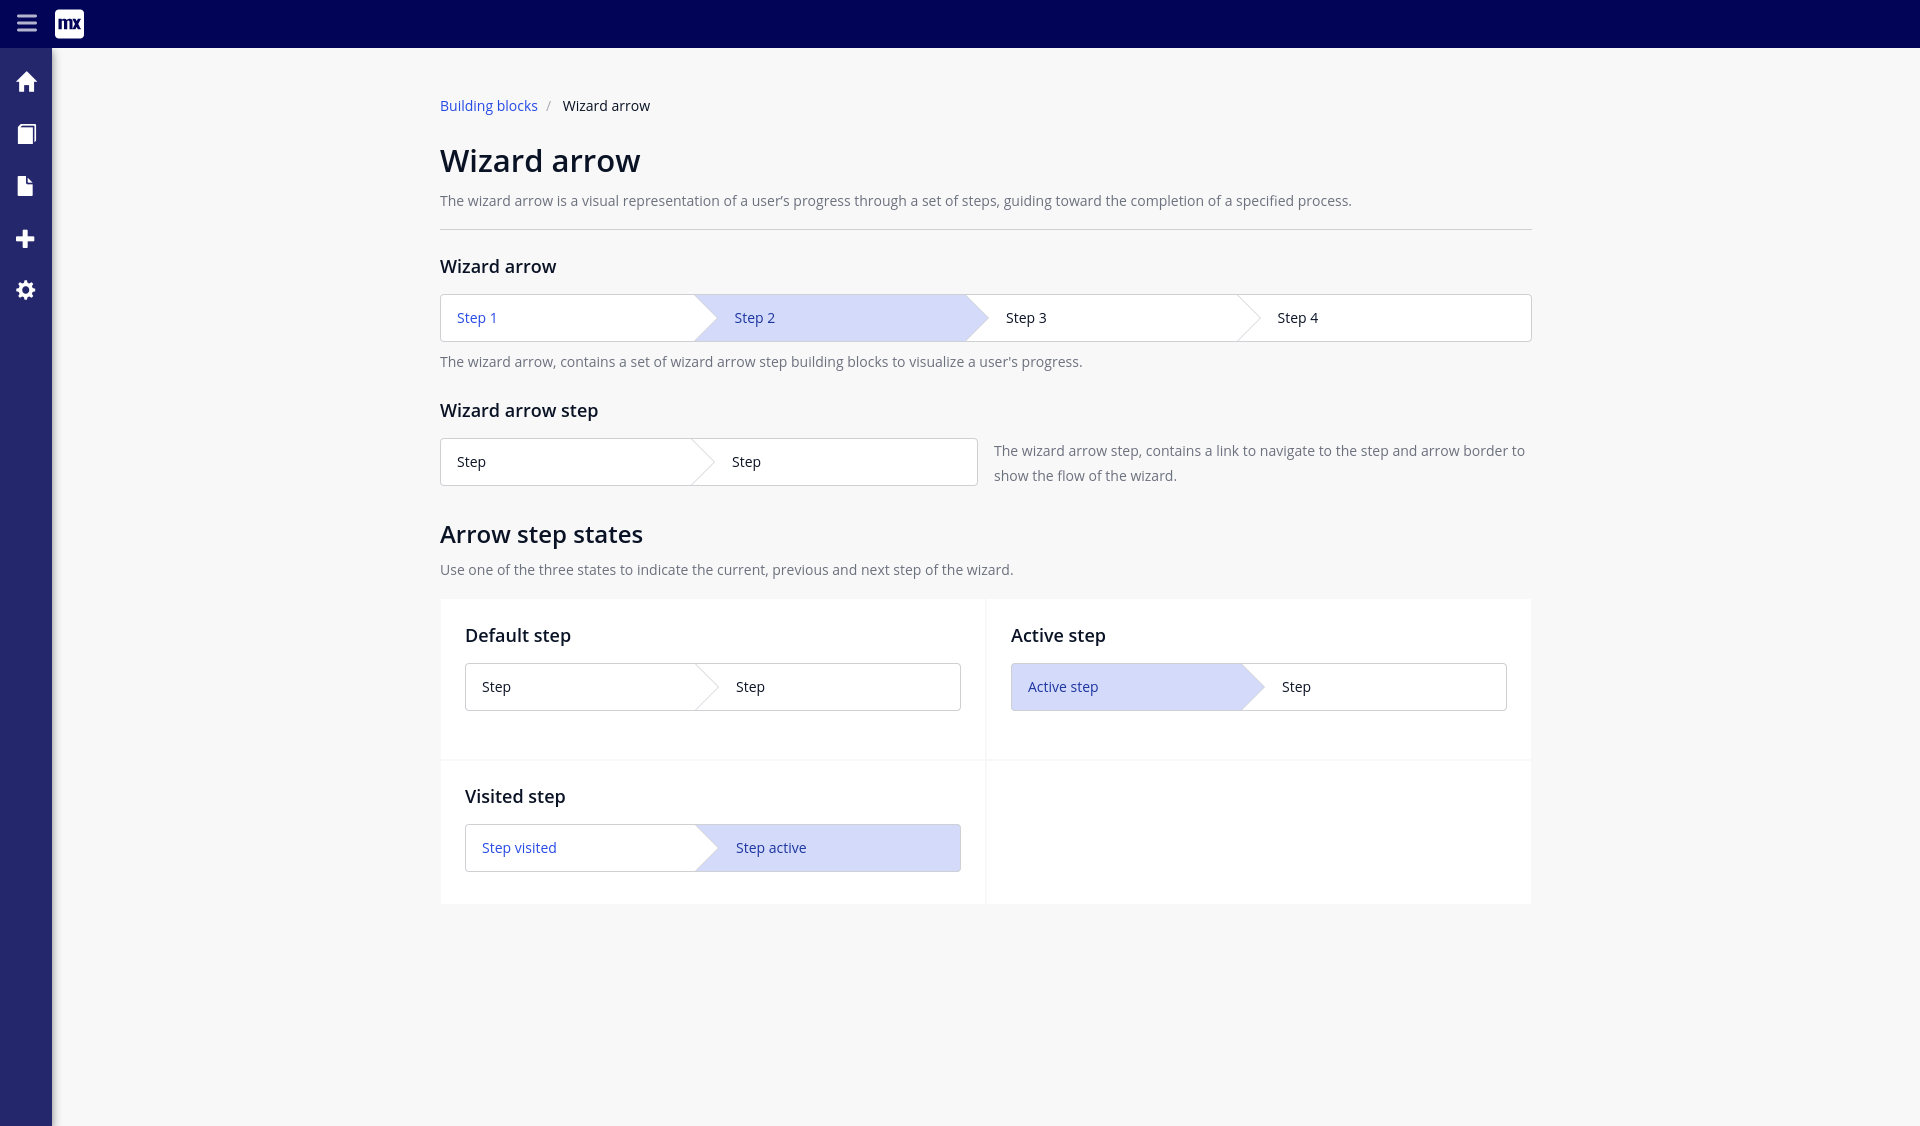 mx
Building blocks / Wizard arrow
Wizard arrow
The wizard arrow is a visual representation of a user's progress through a set of steps, guiding toward the completion of a specified process.
Wizard arrow
Step 1 Step 2 Step 3 Step 4
The wizard arrow, contains a set of wizard arrow step building blocks to visualize a user's progress.
Wizard arrow step
Step Step
The wizard arrow step, contains a link to navigate to the step and arrow border to
show the flow of the wizard.
Arrow step states
Use one of the three states to indicate the current, previous and next step of the wizard.
Default step
Step Step
Active step
Active step Step
Visited step
Step visited Step active